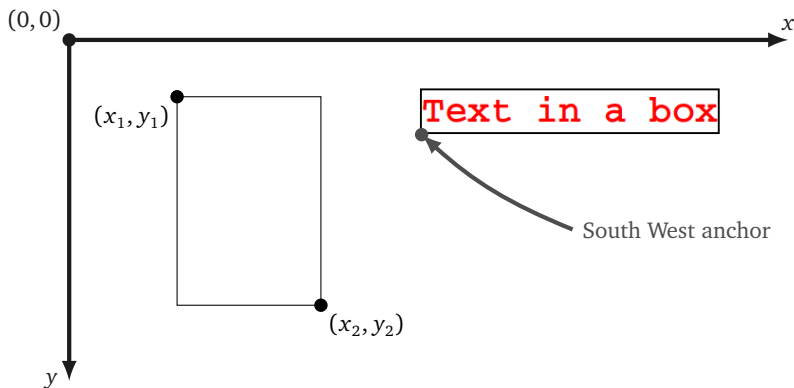 (0, 0)
x
(x₁, y₁)
Text in a box
South West anchor
(x₂, y₂)
y